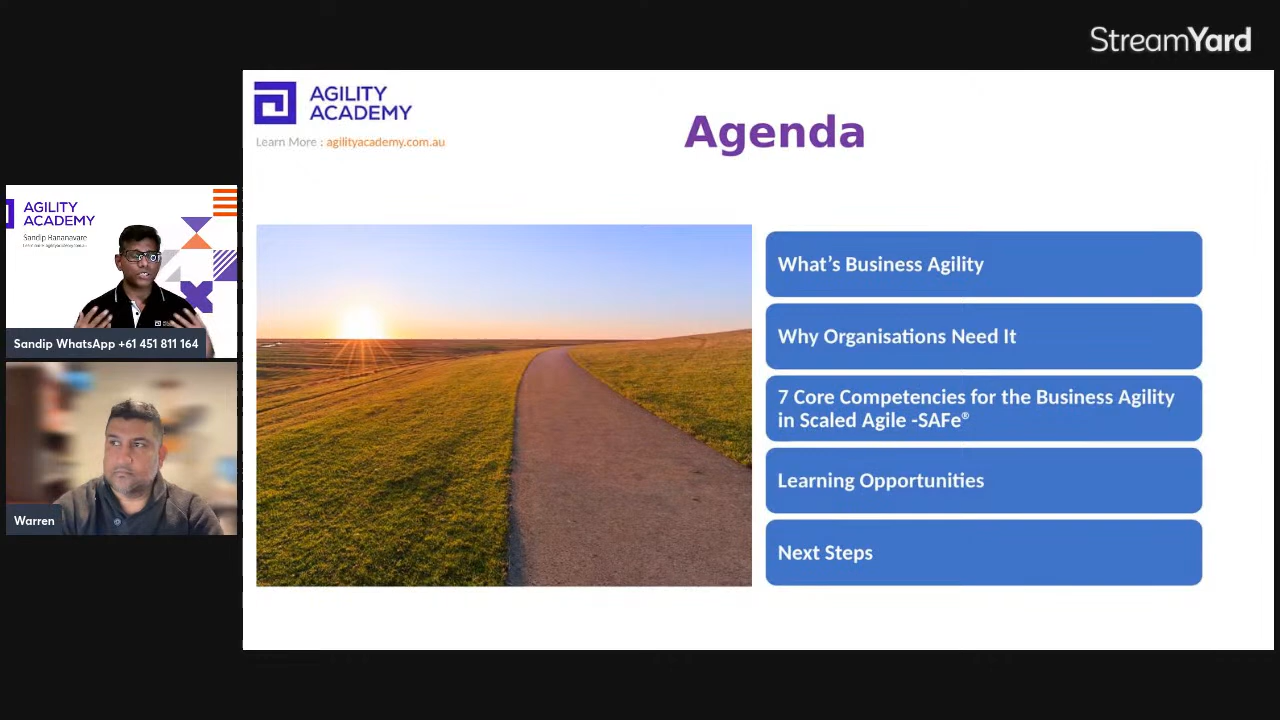 StreamYard
AGILITY
ACADEMY
Learn More : agilityacademy.com.au
Agenda
What's Business Agility
Why Organisations Need It
7 Core Competencies for the Business Agility
in Scaled Agile -SAFe®
Learning Opportunities
Next Steps
AGILITY
ACADEMY
Sandip Bananavare
Sandip WhatsApp +61 451 811 164
Warren